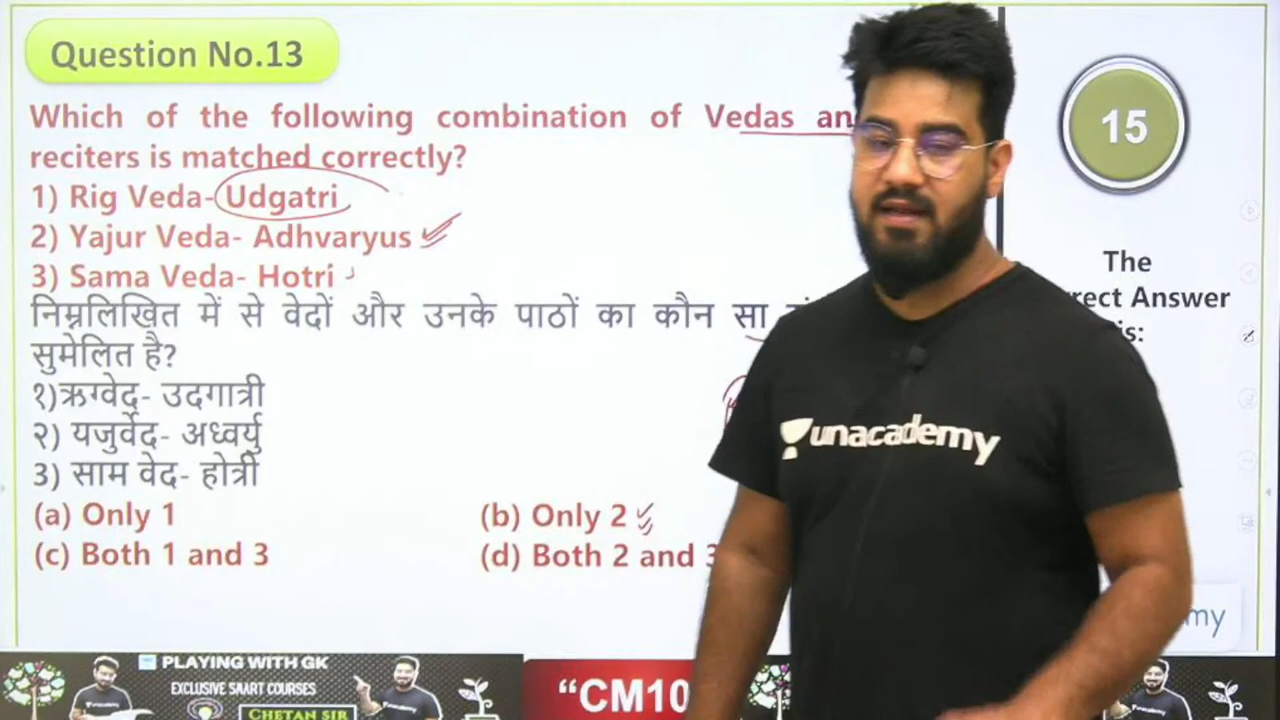 Question No.13
Which of the following combination of Vedas an
reciters is matched correctly?
1) Rig Veda- Udgatri
2) Yajur Veda- Adhvaryus
3) Sama Veda- Hotri
निम्नलिखित में से वेदों और उनके पाठों का कौन सा
सुमेलित है?
१)ऋग्वेद- उदगात्री
२) यजुर्वेद- अध्वर्यु
3) साम वेद- होत्री
(a) Only 1
(b) Only 2
(c) Both 1 and 3
(d) Both 2 and 3
15
The
rect Answer
is:
unacademy
my
PLAYING WITH GK
EXCLUSIVE SAART COURSES
CHETAN SIR
unacademy
"CM10